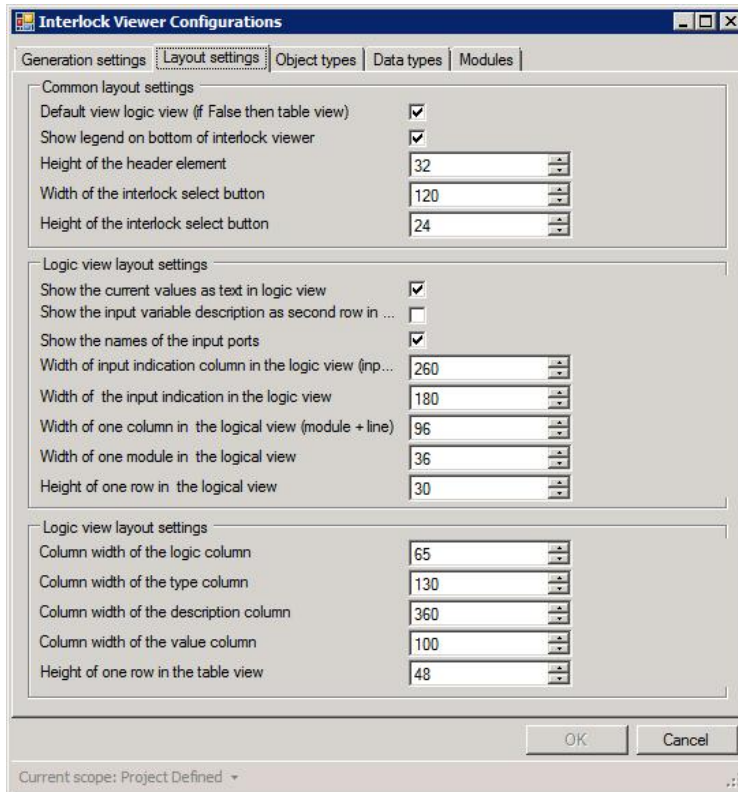 Interlock Viewer Configurations
Generation settings Layout settings Object types Data types Modules
Common layout settings
Default view logic view (if False then table view)
Show legend on bottom of interlock viewer
Height of the header element 32
Width of the interlock select button 120
Height of the interlock select button 24
Logic view layout settings
Show the current values as text in logic view
Show the input variable description as second row in ...
Show the names of the input ports
Width of input indication column in the logic view (inp... 260
Width of the input indication in the logic view 180
Width of one column in the logical view (module + line) 96
Width of one module in the logical view 36
Height of one row in the logical view 30
Logic view layout settings
Column width of the logic column 65
Column width of the type column 130
Column width of the description column 360
Column width of the value column 100
Height of one row in the table view 48
OK Cancel
Current scope: Project Defined